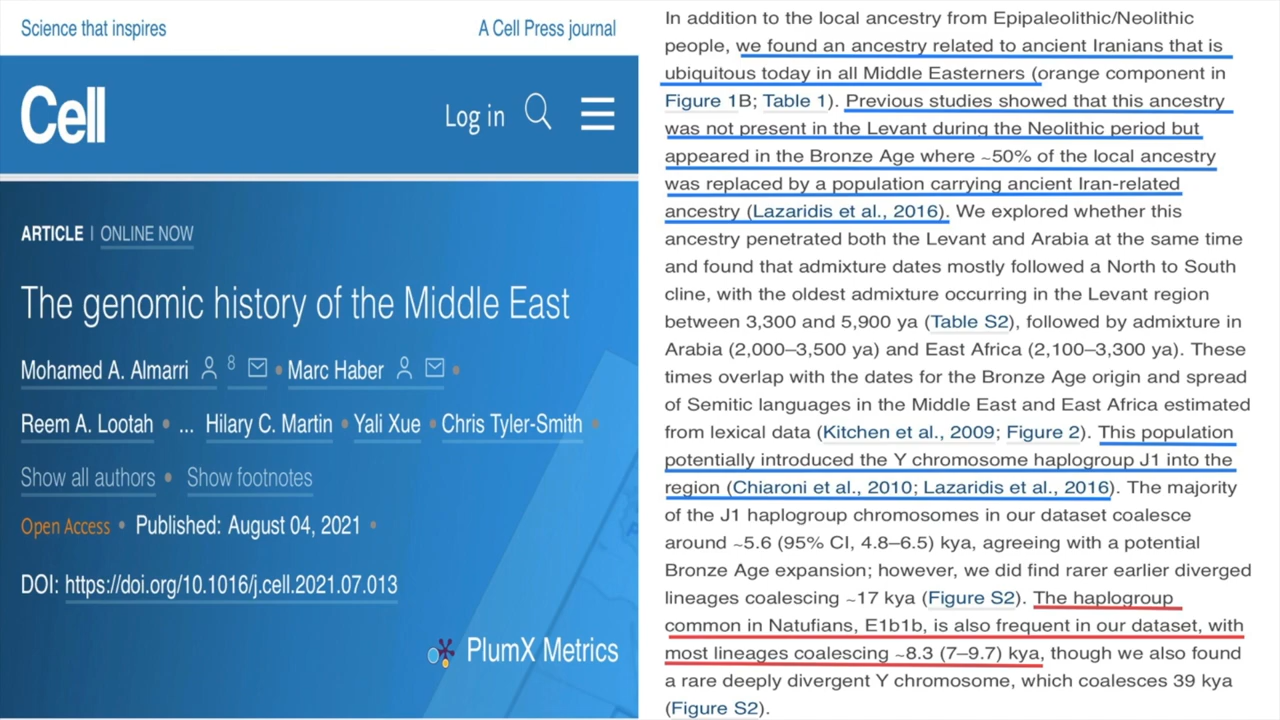 Science that inspires
A Cell Press journal
Cell
Log in
ARTICLE | ONLINE NOW
The genomic history of the Middle East
Mohamed A. Almarri 8 • Marc Haber •
Reem A. Lootah • ... Hilary C. Martin • Yali Xue • Chris Tyler-Smith •
Show all authors • Show footnotes
Open Access • Published: August 04, 2021 •
DOI: https://doi.org/10.1016/j.cell.2021.07.013
PlumX Metrics
In addition to the local ancestry from Epipaleolithic/Neolithic
people, we found an ancestry related to ancient Iranians that is
ubiquitous today in all Middle Easterners (orange component in
Figure 1B; Table 1). Previous studies showed that this ancestry
was not present in the Levant during the Neolithic period but
appeared in the Bronze Age where ~50% of the local ancestry
was replaced by a population carrying ancient Iran-related
ancestry (Lazaridis et al., 2016). We explored whether this
ancestry penetrated both the Levant and Arabia at the same time
and found that admixture dates mostly followed a North to South
cline, with the oldest admixture occurring in the Levant region
between 3,300 and 5,900 ya (Table S2), followed by admixture in
Arabia (2,000–3,500 ya) and East Africa (2,100–3,300 ya). These
times overlap with the dates for the Bronze Age origin and spread
of Semitic languages in the Middle East and East Africa estimated
from lexical data (Kitchen et al., 2009; Figure 2). This population
potentially introduced the Y chromosome haplogroup J1 into the
region (Chiaroni et al., 2010; Lazaridis et al., 2016). The majority
of the J1 haplogroup chromosomes in our dataset coalesce
around ~5.6 (95% CI, 4.8–6.5) kya, agreeing with a potential
Bronze Age expansion; however, we did find rarer earlier diverged
lineages coalescing ~17 kya (Figure S2). The haplogroup
common in Natufians, E1b1b, is also frequent in our dataset, with
most lineages coalescing ~8.3 (7–9.7) kya, though we also found
a rare deeply divergent Y chromosome, which coalesces 39 kya
(Figure S2).